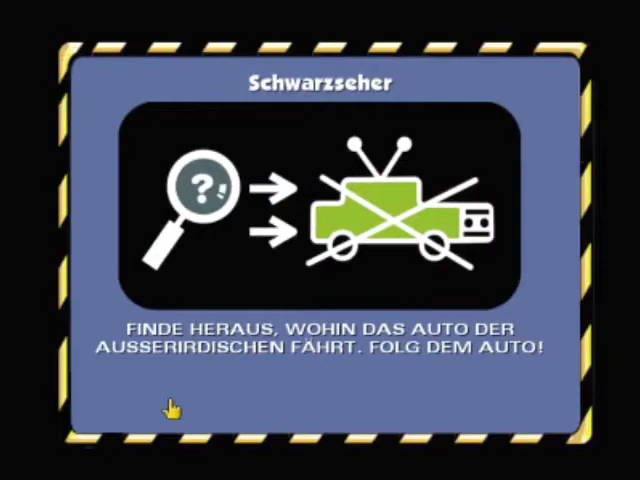 Schwarzseher
?!
FINDE HERAUS, WOHIN DAS AUTO DER
AUSSERIRDISCHEN FÄHRT. FOLG DEM AUTO!